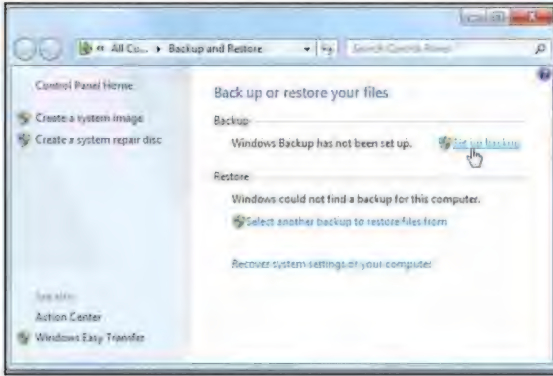 « All Co... ▸ Backup and Restore
Search Control Panel
Control Panel Home
Create a system image
Create a system repair disc
Back up or restore your files
Backup
Windows Backup has not been set up.
Set up backup
Restore
Windows could not find a backup for this computer.
Select another backup to restore files from
Recover system settings or your computer
See also
Action Center
Windows Easy Transfer